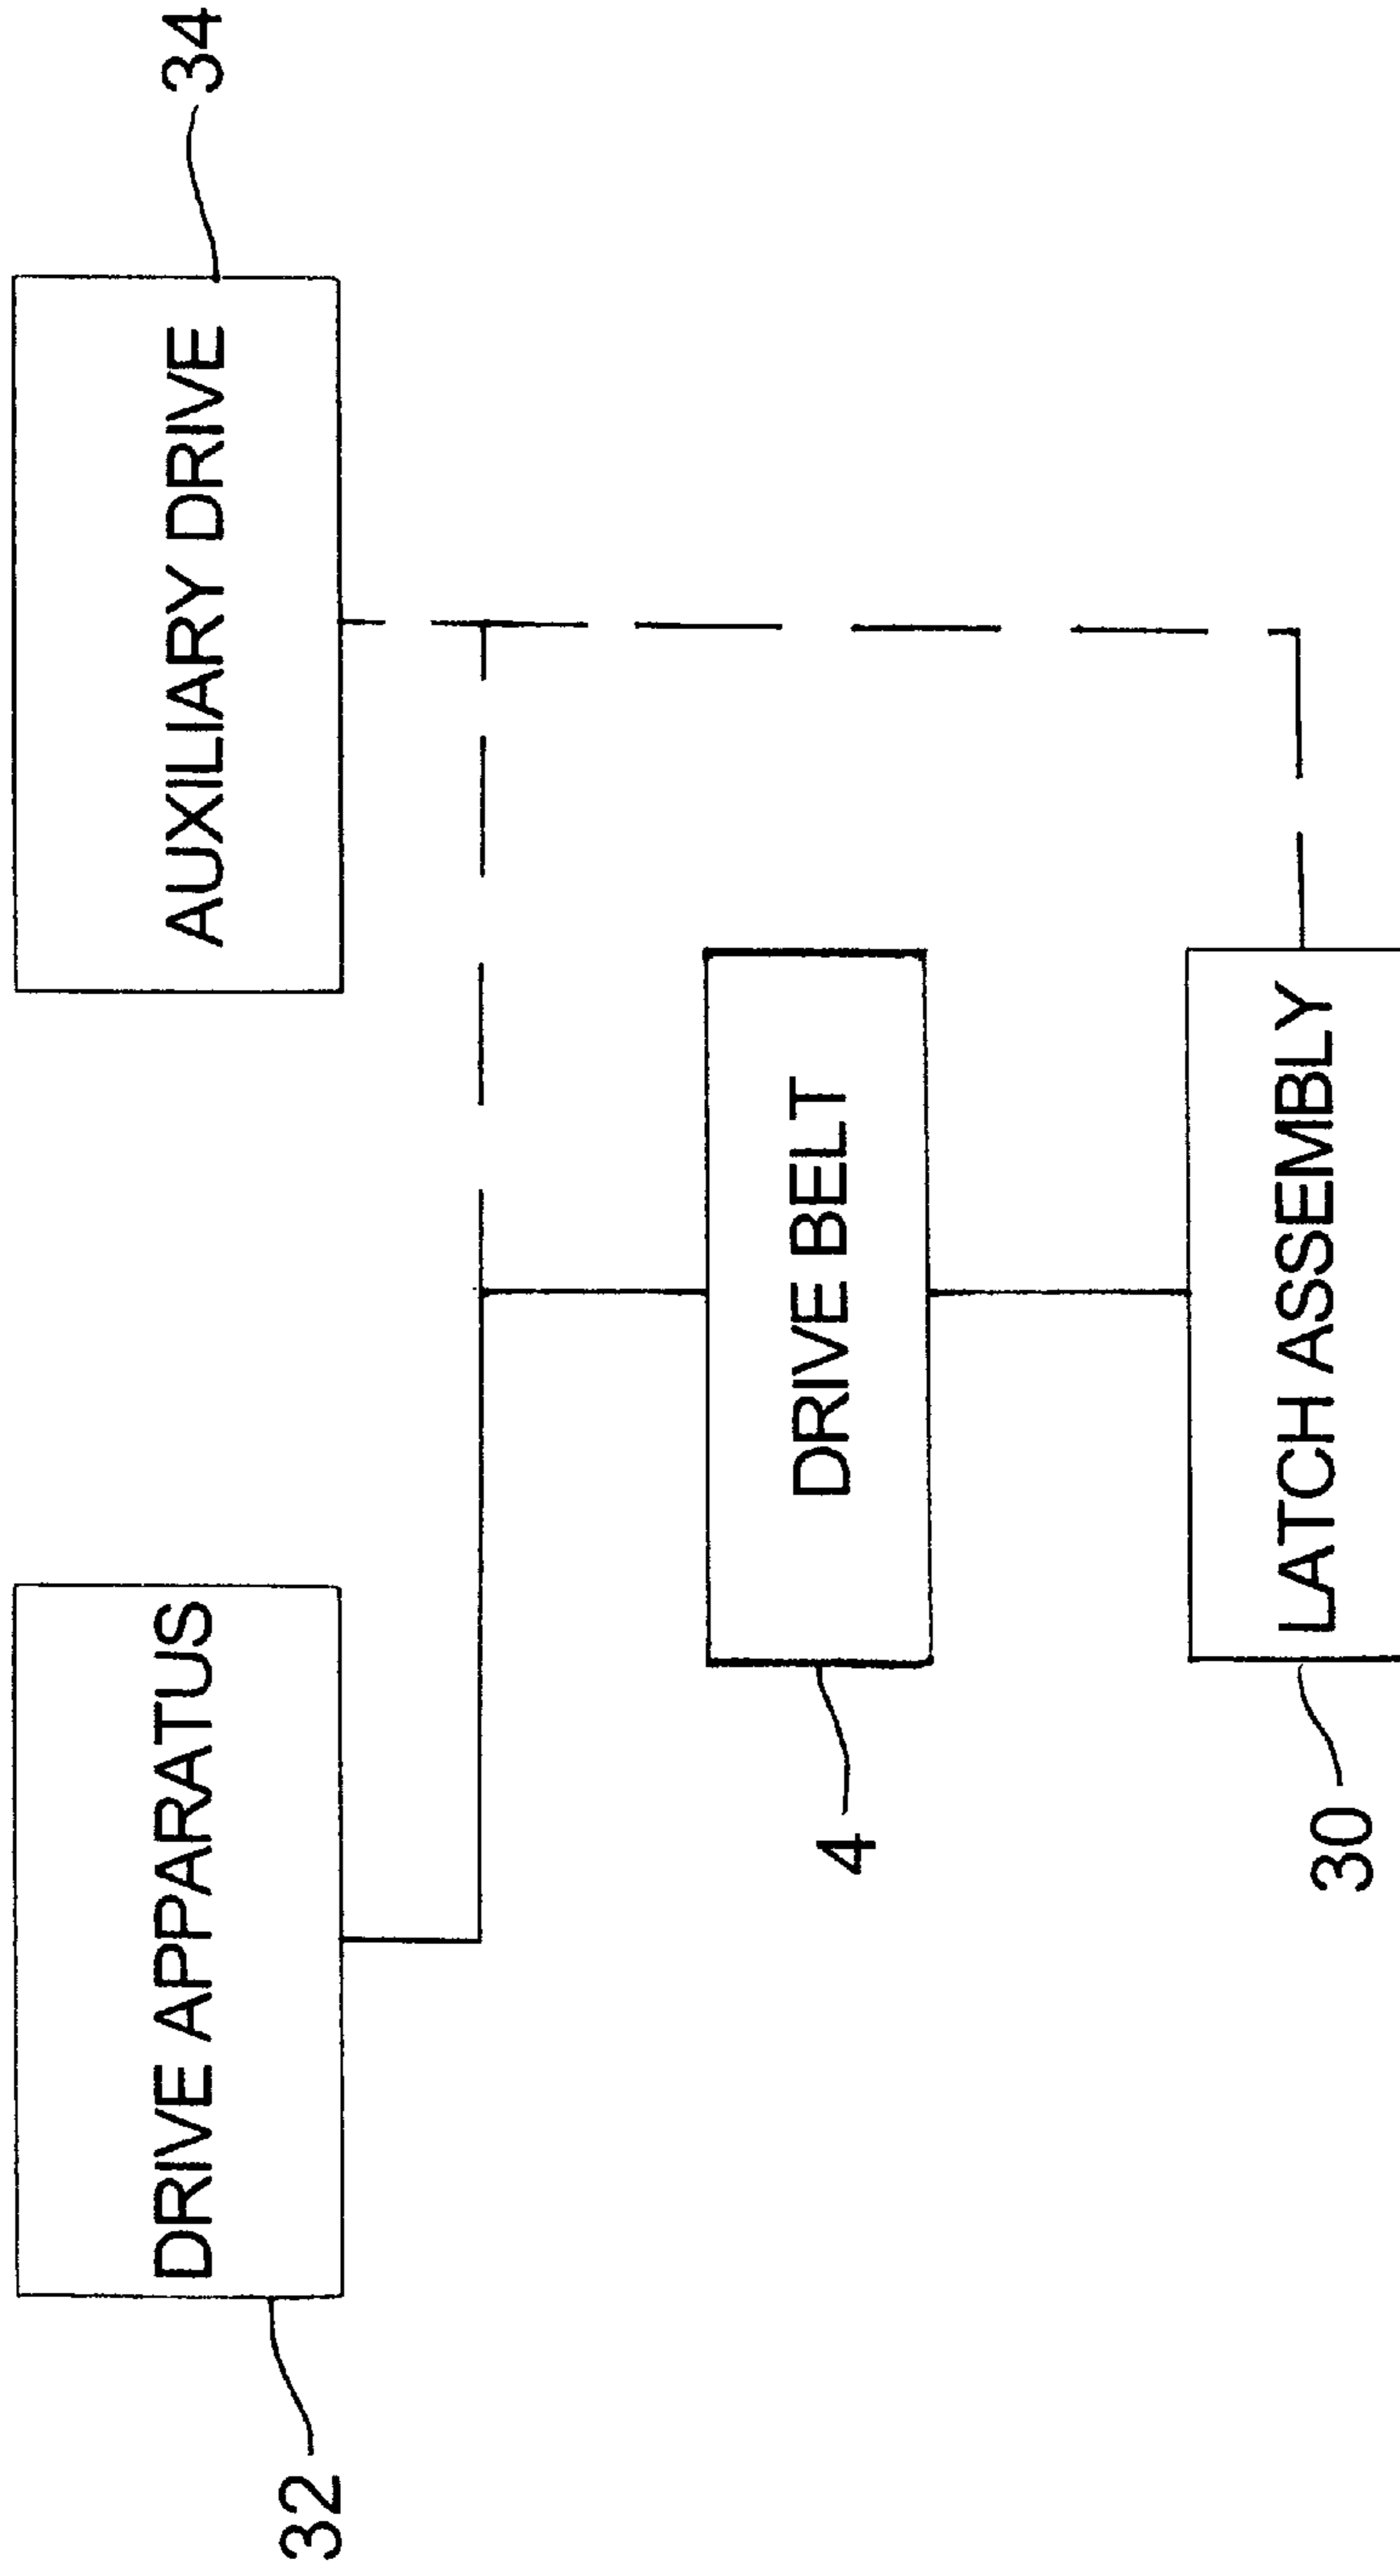 DRIVE APPARATUS
32
AUXILIARY DRIVE
34
DRIVE BELT
4
LATCH ASSEMBLY
30